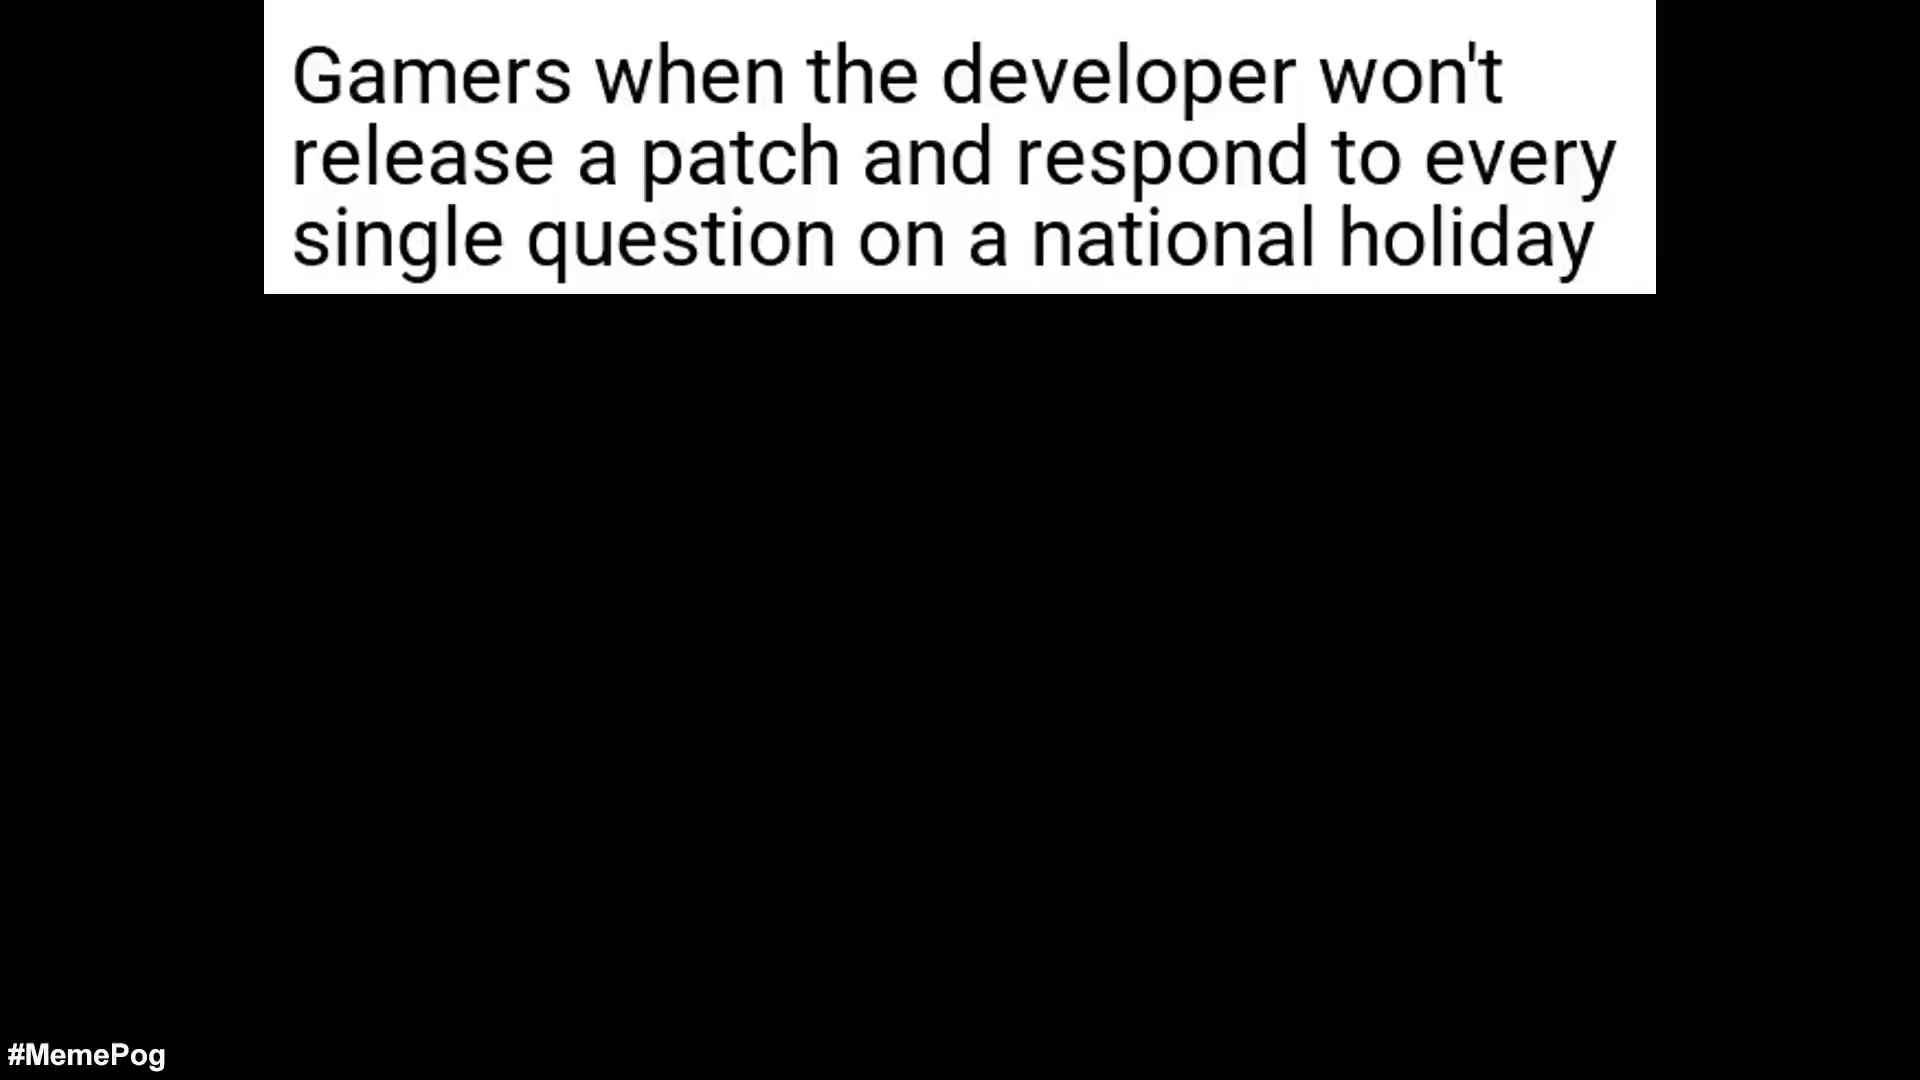 Gamers when the developer won't
release a patch and respond to every
single question on a national holiday
#MemePog